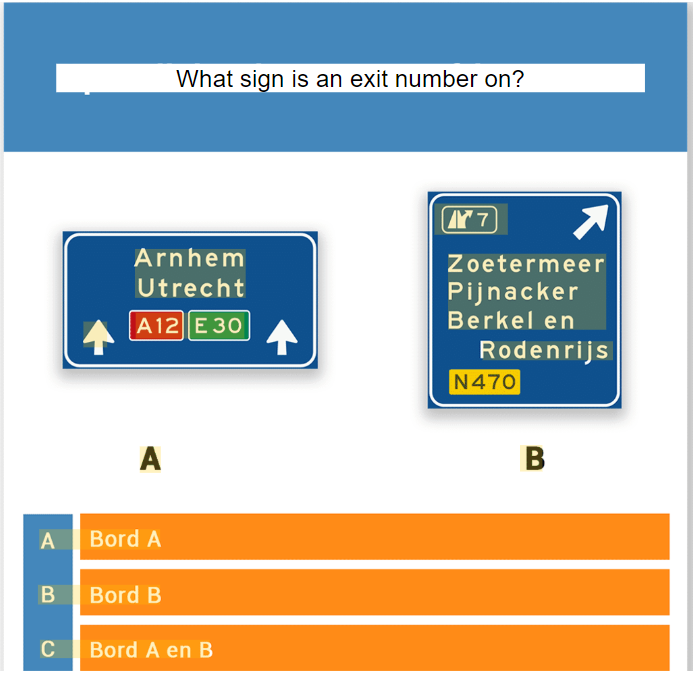 What sign is an exit number on?
Arnhem
Utrecht
A12 E30
7
Zoetermeer
Pijnacker
Berkel en
Rodenrijs
N470
A
B
A Bord A
B Bord B
C Bord A en B